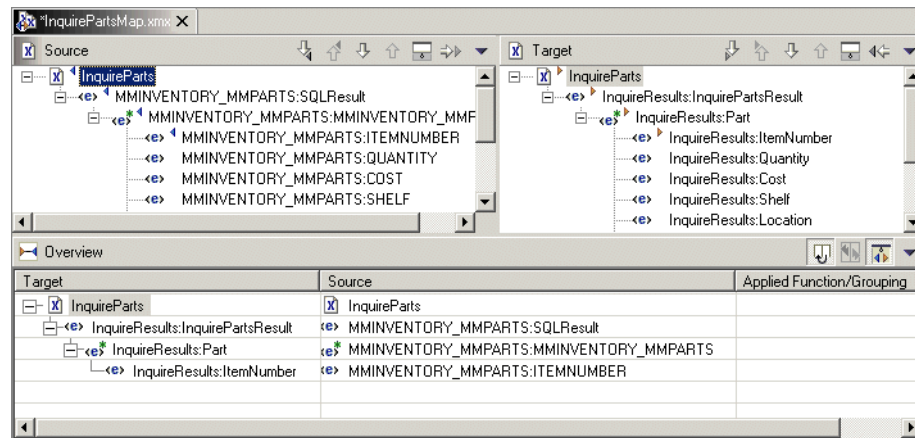 *InquirePartsMap.xmx
Source
InquireParts
MMINVENTORY_MMPARTS:SQLResult
MMINVENTORY_MMPARTS:MMINVENTORY_MMF
MMINVENTORY_MMPARTS:ITEMNUMBER
MMINVENTORY_MMPARTS:QUANTITY
MMINVENTORY_MMPARTS:COST
MMINVENTORY_MMPARTS:SHELF
Target
InquireParts
InquireResults:InquirePartsResult
InquireResults:Part
InquireResults:ItemNumber
InquireResults:Quantity
InquireResults:Cost
InquireResults:Shelf
InquireResults:Location
Overview
Target Source Applied Function/Grouping
InquireParts InquireParts
InquireResults:InquirePartsResult MMINVENTORY_MMPARTS:SQLResult
InquireResults:Part MMINVENTORY_MMPARTS:MMINVENTORY_MMPARTS
InquireResults:ItemNumber MMINVENTORY_MMPARTS:ITEMNUMBER